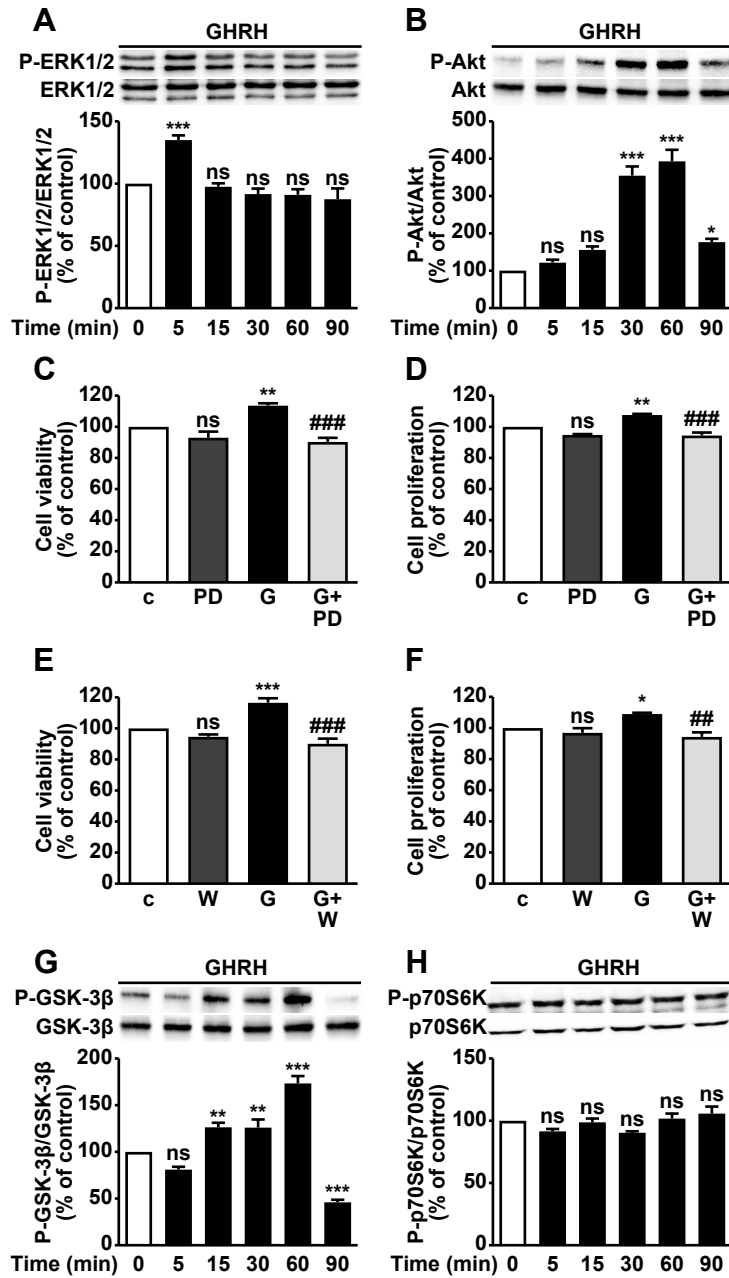 A
GHRH
P-ERK1/2
ERK1/2
P-ERK1/2/ERK1/2
(% of control)
150
100
50
0
***
ns
ns
ns
ns
Time (min) 0 5 15 30 60 90
B
GHRH
P-Akt
Akt
P-Akt/Akt
(% of control)
500
400
300
200
100
0
ns
ns
***
***
*
Time (min) 0 5 15 30 60 90
C
Cell viability
(% of control)
120
100
80
60
40
20
0
ns
**
###
c PD G G+
PD
D
Cell proliferation
(% of control)
120
100
80
60
40
20
0
ns
**
###
c PD G G+
PD
E
Cell viability
(% of control)
120
100
80
60
40
20
0
ns
***
###
c W G G+
W
F
Cell proliferation
(% of control)
120
100
80
60
40
20
0
ns
*
##
c W G G+
W
G
GHRH
P-GSK-3β
GSK-3β
P-GSK-3β/GSK-3β
(% of control)
200
150
100
50
0
ns
**
**
***
***
Time (min) 0 5 15 30 60 90
H
GHRH
P-p70S6K
p70S6K
P-p70S6K/p70S6K
(% of control)
150
100
50
0
ns
ns
ns
ns
ns
Time (min) 0 5 15 30 60 90